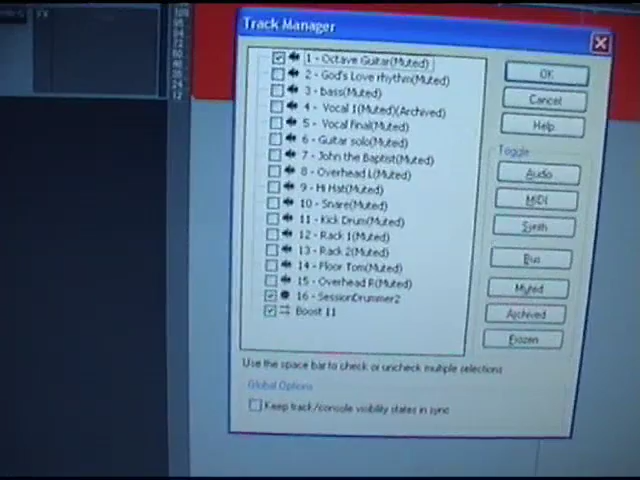 FX
Track Manager
1 - Octave Guitar(Muted)
2 - God's Love rhythm(Muted)
3 - bass(Muted)
4 - Vocal 1(Muted)(Archived)
5 - Vocal final(Muted)
6 - Guitar solo(Muted)
7 - John the Baptist(Muted)
8 - Overhead L(Muted)
9 - Hi Hat(Muted)
10 - Snare(Muted)
11 - Kick Drum(Muted)
12 - Rack 1(Muted)
13 - Rack 2(Muted)
14 - Floor Tom(Muted)
15 - Overhead R(Muted)
16 - SessionDrummer2
Boost 11
OK
Cancel
Help
Toggle
Audio
MIDI
Synth
Bus
Muted
Archived
Frozen
Use the space bar to check or uncheck multiple selections
Global Options
Keep track/console visibility states in sync